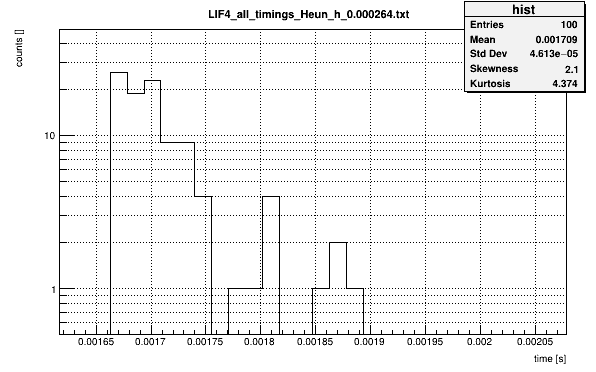 LIF4_all_timings_Heun_h_0.000264.txt
hist
Entries 100
Mean 0.001709
Std Dev 4.613e−05
Skewness 2.1
Kurtosis 4.374
counts []
10
1
0.00165 0.0017 0.00175 0.0018 0.00185 0.0019 0.00195 0.002 0.00205
time [s]